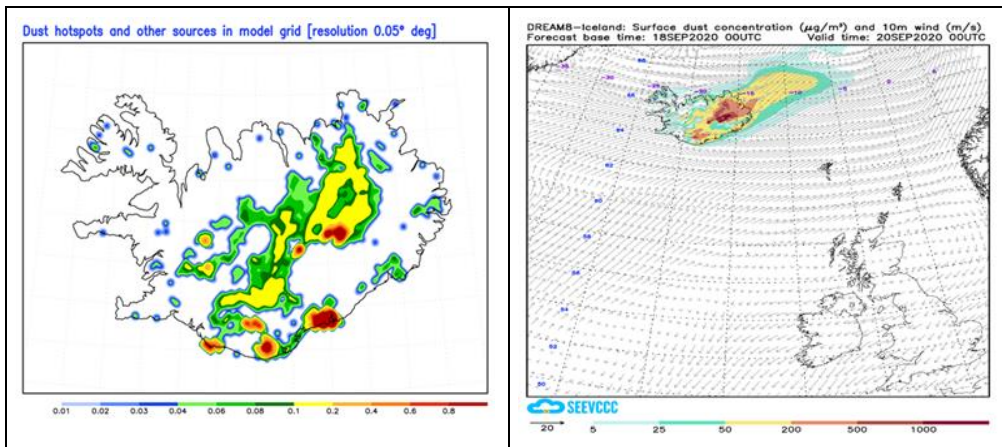 Dust hotspots and other sources in model grid [resolution 0.05° deg]
0.01 0.02 0.03 0.04 0.06 0.08 0.1 0.2 0.4 0.6 0.8
DREAM8-Iceland: Surface dust concentration (μg/m³) and 10m wind (m/s)
Forecast base time: 18SEP2020 00UTC Valid time: 20SEP2020 00UTC
SEEVCCC
20 5 25 50 200 500 1000